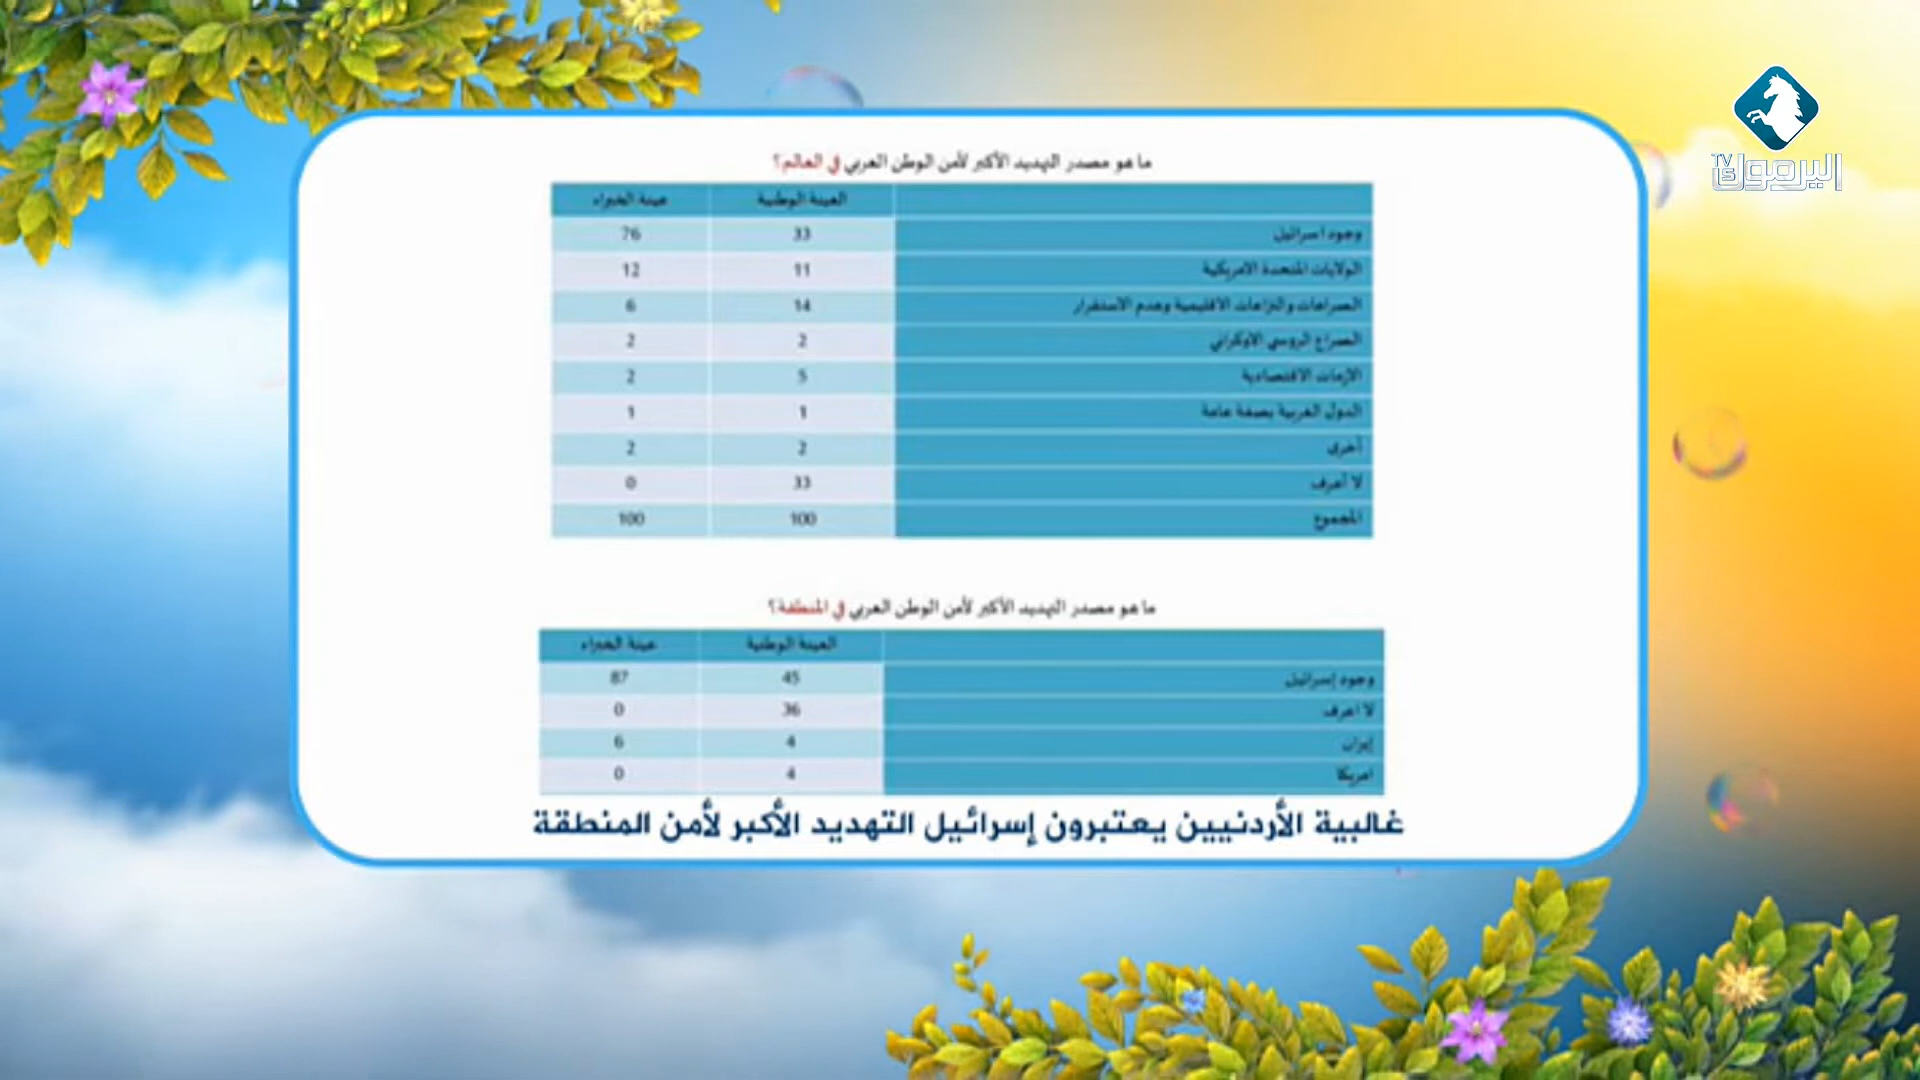 اليرموك
TV
ما هو مصدر التهديد الأكبر لأمن الوطن العربي في العالم؟
العينة الوطنية عينة الخبراء
وجود اسرائيل 33 76
الولايات المتحدة الامريكية 11 12
الصراعات والنزاعات الاقليمية وعدم الاستقرار 14 6
الصراع الروسي الاوكراني 2 2
الازمات الاقتصادية 5 2
الدول الغربية بصفة عامة 1 1
أخرى 2 2
لا أعرف 33 0
المجموع 100 100
ما هو مصدر التهديد الأكبر لأمن الوطن العربي في المنطقة؟
العينة الوطنية عينة الخبراء
وجود إسرائيل 45 87
لا اعرف 36 0
إيران 4 6
امريكا 4 0
غالبية الأردنيين يعتبرون إسرائيل التهديد الأكبر لأمن المنطقة